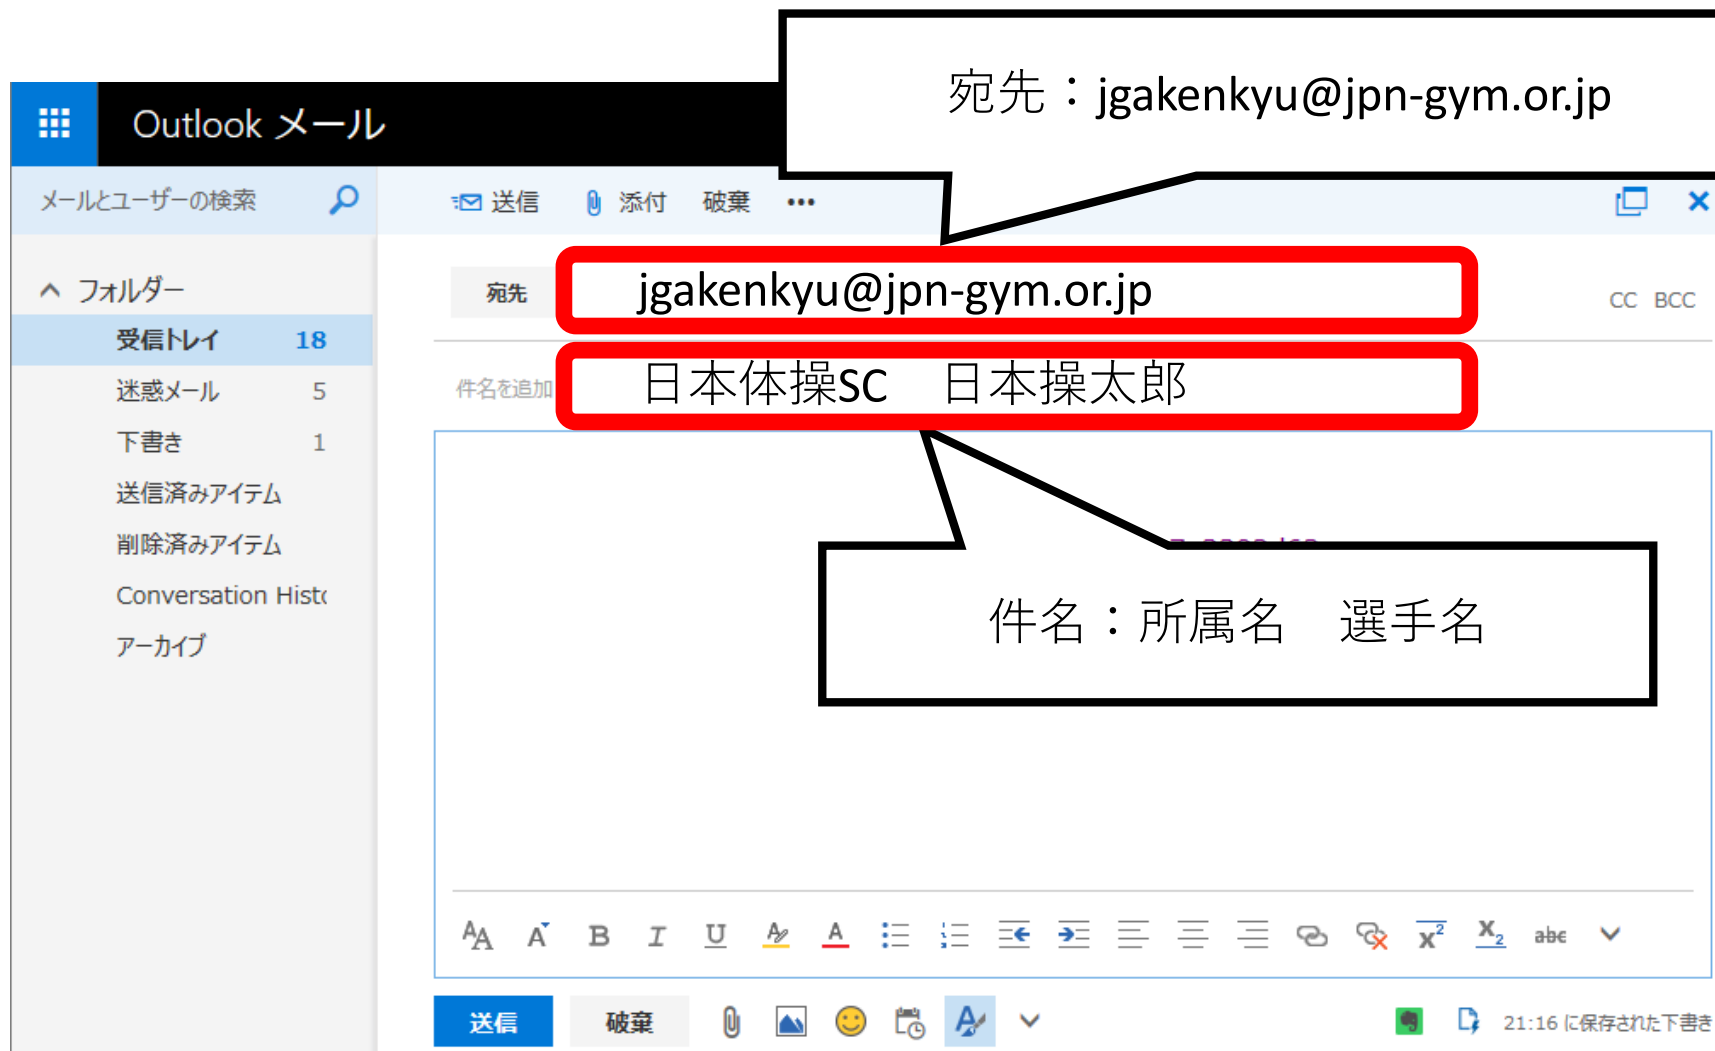 宛先：jgakenkyu@jpn-gym.or.jp
Outlook メール
メールとユーザーの検索
送信 添付 破棄 •••
フォルダー
受信トレイ 18
迷惑メール 5
下書き 1
送信済みアイテム
削除済みアイテム
Conversation Histo
アーカイブ
宛先 jgakenkyu@jpn-gym.or.jp CC BCC
件名を追加 日本体操SC　日本操太郎
件名：所属名　選手名
送信 破棄 21:16 に保存された下書き